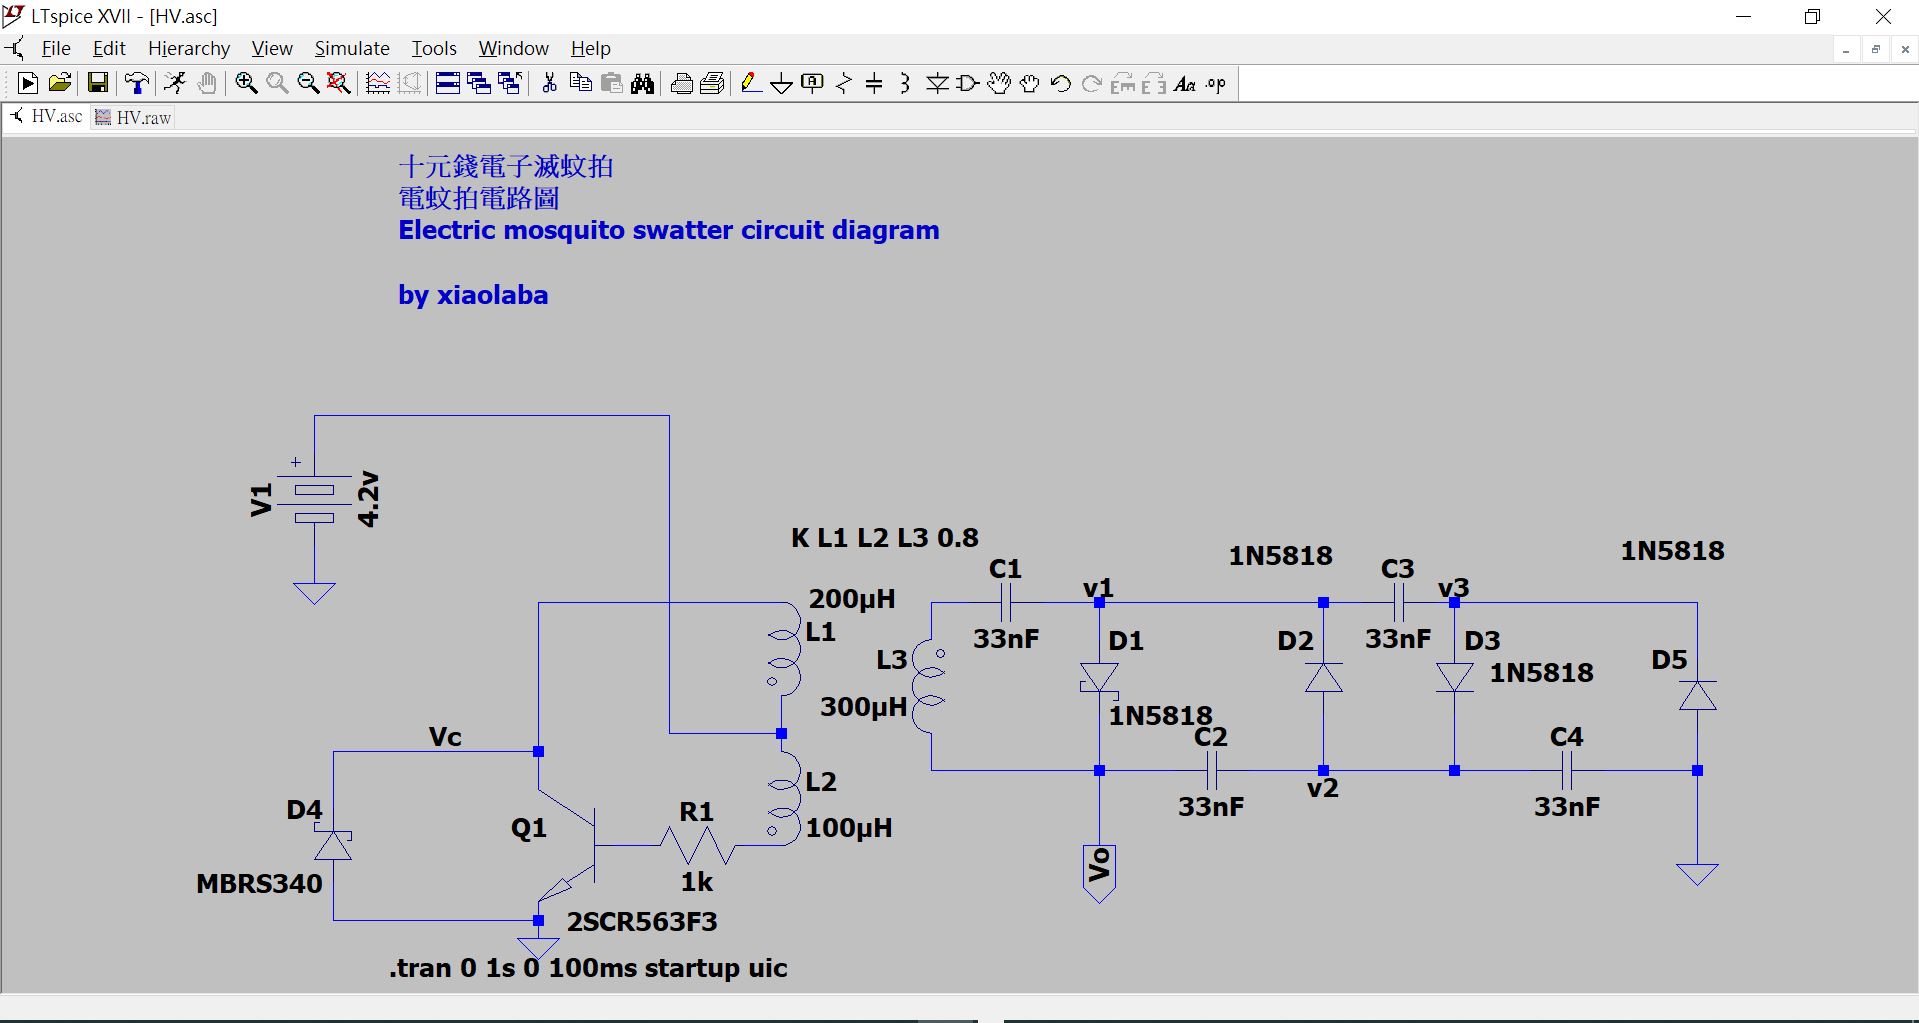 LTspice XVII - [HV.asc]
File Edit Hierarchy View Simulate Tools Window Help
A Aa .op
HV.asc HV.raw
十元錢電子滅蚊拍
電蚊拍電路圖
Electric mosquito swatter circuit diagram
by xiaolaba
+
V1
4.2v
K L1 L2 L3 0.8
200µH
L1
L2
100µH
L3
300µH
C1
33nF
v1
D1
1N5818
1N5818
D2
C3
33nF
v3
D3
1N5818
1N5818
D5
C2
33nF
v2
C4
33nF
Vo
Vc
D4
MBRS340
Q1
R1
1k
2SCR563F3
.tran 0 1s 0 100ms startup uic